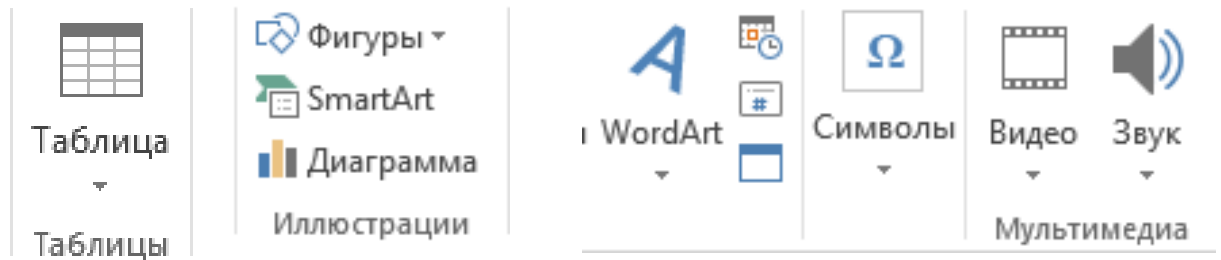 Таблица
Таблицы
Фигуры
SmartArt
Диаграмма
Иллюстрации
WordArt
#
Ω
Символы
Видео
Звук
Мультимедиа